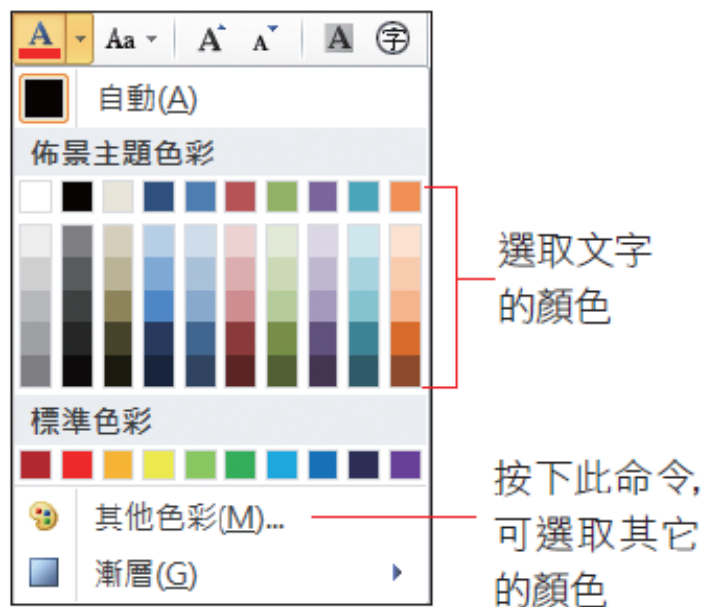 A Aa A A A 字
自動(A)
佈景主題色彩
選取文字
的顏色
標準色彩
其他色彩(M)...
按下此命令,
可選取其它
的顏色
漸層(G)